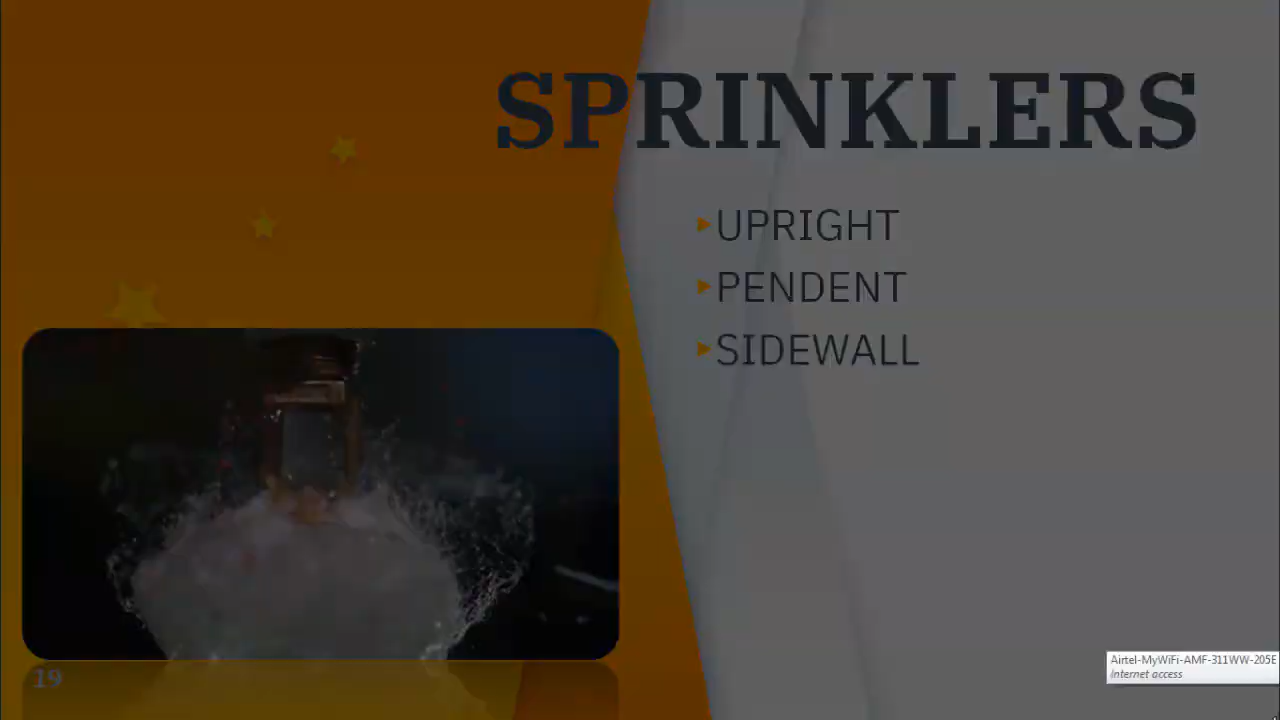 SPRINKLERS
UPRIGHT
PENDENT
SIDEWALL
19
Airtel-MyWiFi-AMF-311WW-205E
Internet access